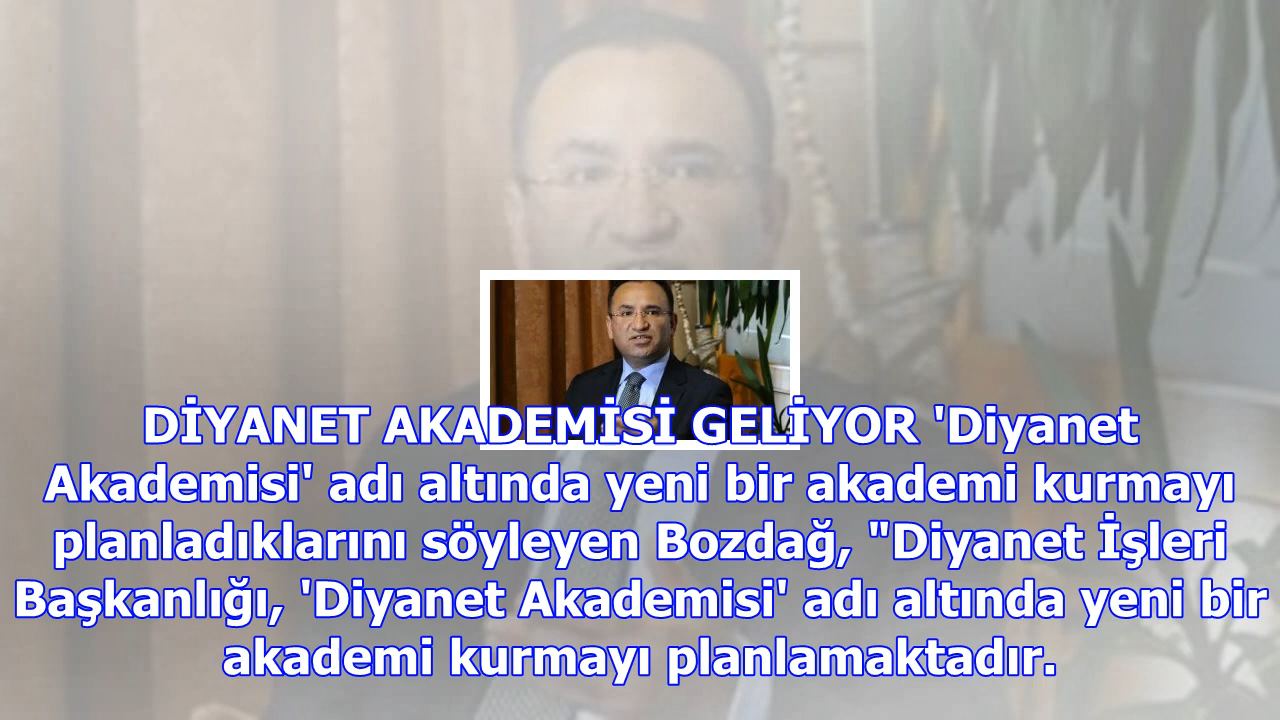 DİYANET AKADEMİSİ GELİYOR 'Diyanet
Akademisi' adı altında yeni bir akademi kurmayı
planladıklarını söyleyen Bozdağ, "Diyanet İşleri
Başkanlığı, 'Diyanet Akademisi' adı altında yeni bir
akademi kurmayı planlamaktadır.